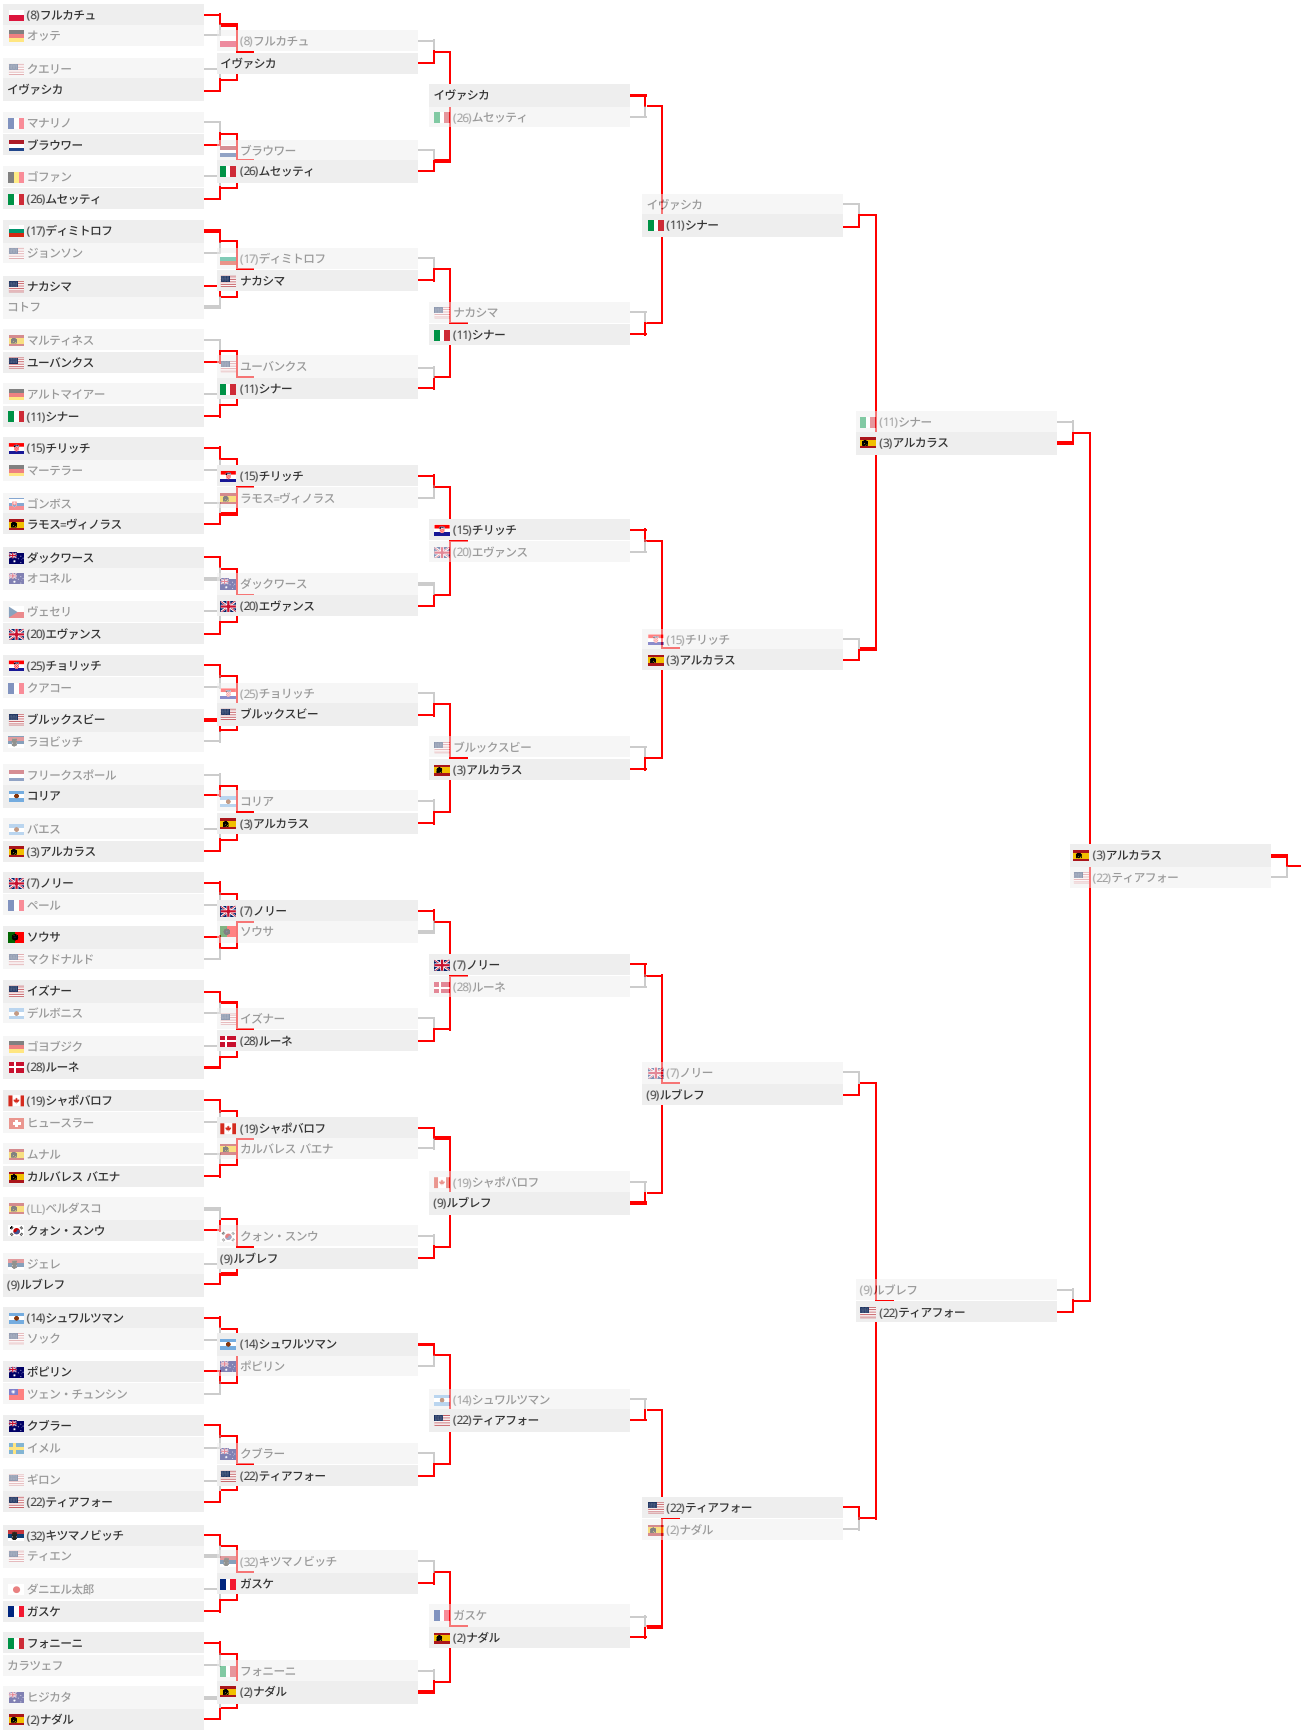 (8)フルカチュ
オッテ
クエリー
イヴァシカ
マナリノ
ブラウワー
ゴファン
(26)ムセッティ
(17)ディミトロフ
ジョンソン
ナカシマ
コトフ
マルティネス
ユーバンクス
アルトマイアー
(11)シナー
(15)チリッチ
マーテラー
ゴンボス
ラモス=ヴィノラス
ダックワース
オコネル
ヴェセリ
(20)エヴァンス
(25)チョリッチ
クアコー
ブルックスビー
ラヨビッチ
フリークスポール
コリア
バエス
(3)アルカラス
(7)ノリー
ペール
ソウサ
マクドナルド
イズナー
デルボニス
ゴヨブジク
(28)ルーネ
(19)シャポバロフ
ヒュースラー
ムナル
カルバレス バエナ
(LL)ベルダスコ
クォン・スンウ
ジェレ
(9)ルブレフ
(14)シュワルツマン
ソック
ポピリン
ツェン・チュンシン
クブラー
イメル
ギロン
(22)ティアフォー
(32)キツマノビッチ
ティエン
ダニエル太郎
ガスケ
フォニーニ
カラツェフ
ヒジカタ
(2)ナダル
(8)フルカチュ
イヴァシカ
ブラウワー
(26)ムセッティ
(17)ディミトロフ
ナカシマ
ユーバンクス
(11)シナー
(15)チリッチ
ラモス=ヴィノラス
ダックワース
(20)エヴァンス
(25)チョリッチ
ブルックスビー
コリア
(3)アルカラス
(7)ノリー
ソウサ
イズナー
(28)ルーネ
(19)シャポバロフ
カルバレス バエナ
クォン・スンウ
(9)ルブレフ
(14)シュワルツマン
ポピリン
クブラー
(22)ティアフォー
(32)キツマノビッチ
ガスケ
フォニーニ
(2)ナダル
イヴァシカ
(26)ムセッティ
ナカシマ
(11)シナー
(15)チリッチ
(20)エヴァンス
ブルックスビー
(3)アルカラス
(7)ノリー
(28)ルーネ
(19)シャポバロフ
(9)ルブレフ
(14)シュワルツマン
(22)ティアフォー
ガスケ
(2)ナダル
イヴァシカ
(11)シナー
(15)チリッチ
(3)アルカラス
(7)ノリー
(9)ルブレフ
(22)ティアフォー
(2)ナダル
(11)シナー
(3)アルカラス
(9)ルブレフ
(22)ティアフォー
(3)アルカラス
(22)ティアフォー